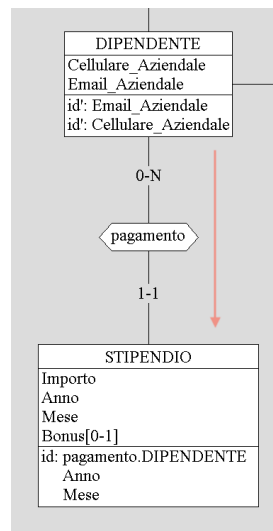 DIPENDENTE
Cellulare_Aziendale
Email_Aziendale
id': Email_Aziendale
id': Cellulare_Aziendale
0-N
pagamento
1-1
STIPENDIO
Importo
Anno
Mese
Bonus[0-1]
id: pagamento.DIPENDENTE
Anno
Mese